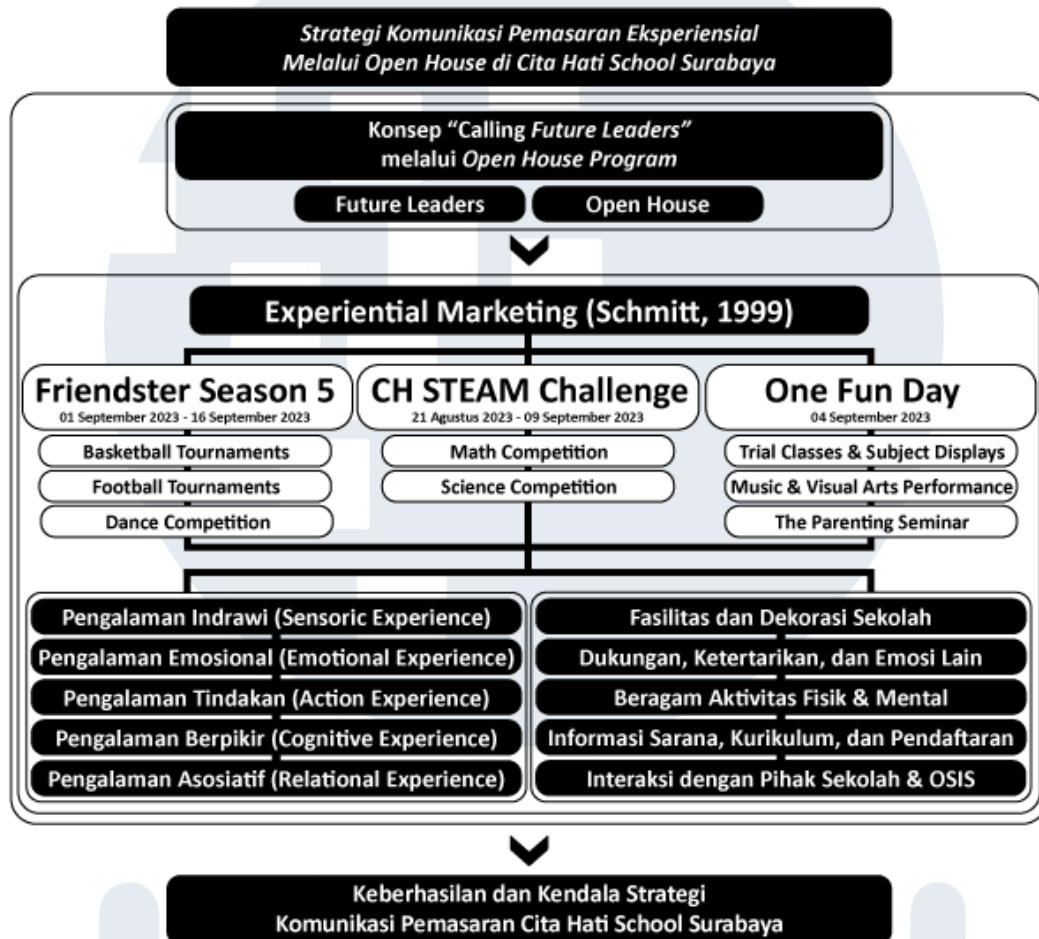 Strategi Komunikasi Pemasaran Eksperiensial
Melalui Open House di Cita Hati School Surabaya
Konsep “Calling Future Leaders”
melalui Open House Program
Future Leaders
Open House
Experiential Marketing (Schmitt, 1999)
Friendster Season 5
01 September 2023 - 16 September 2023
Basketball Tournaments
Football Tournaments
Dance Competition
CH STEAM Challenge
21 Agustus 2023 - 09 September 2023
Math Competition
Science Competition
One Fun Day
04 September 2023
Trial Classes & Subject Displays
Music & Visual Arts Performance
The Parenting Seminar
Pengalaman Indrawi (Sensoric Experience)
Pengalaman Emosional (Emotional Experience)
Pengalaman Tindakan (Action Experience)
Pengalaman Berpikir (Cognitive Experience)
Pengalaman Asosiatif (Relational Experience)
Fasilitas dan Dekorasi Sekolah
Dukungan, Ketertarikan, dan Emosi Lain
Beragam Aktivitas Fisik & Mental
Informasi Sarana, Kurikulum, dan Pendaftaran
Interaksi dengan Pihak Sekolah & OSIS
Keberhasilan dan Kendala Strategi
Komunikasi Pemasaran Cita Hati School Surabaya